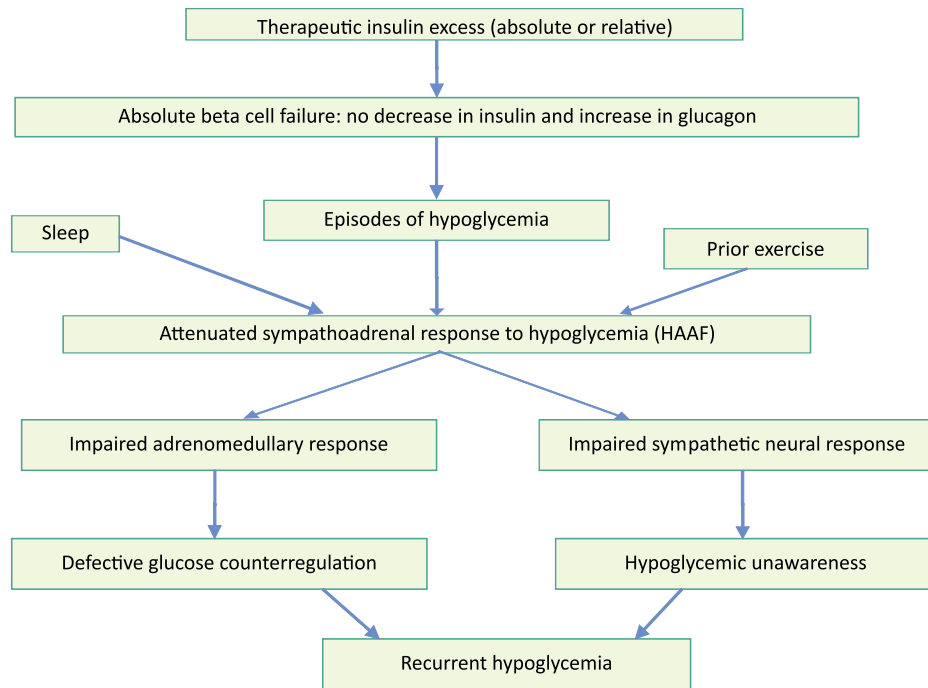 Therapeutic insulin excess (absolute or relative)
Absolute beta cell failure: no decrease in insulin and increase in glucagon
Episodes of hypoglycemia
Sleep
Prior exercise
Attenuated sympathoadrenal response to hypoglycemia (HAAF)
Impaired adrenomedullary response
Impaired sympathetic neural response
Defective glucose counterregulation
Hypoglycemic unawareness
Recurrent hypoglycemia